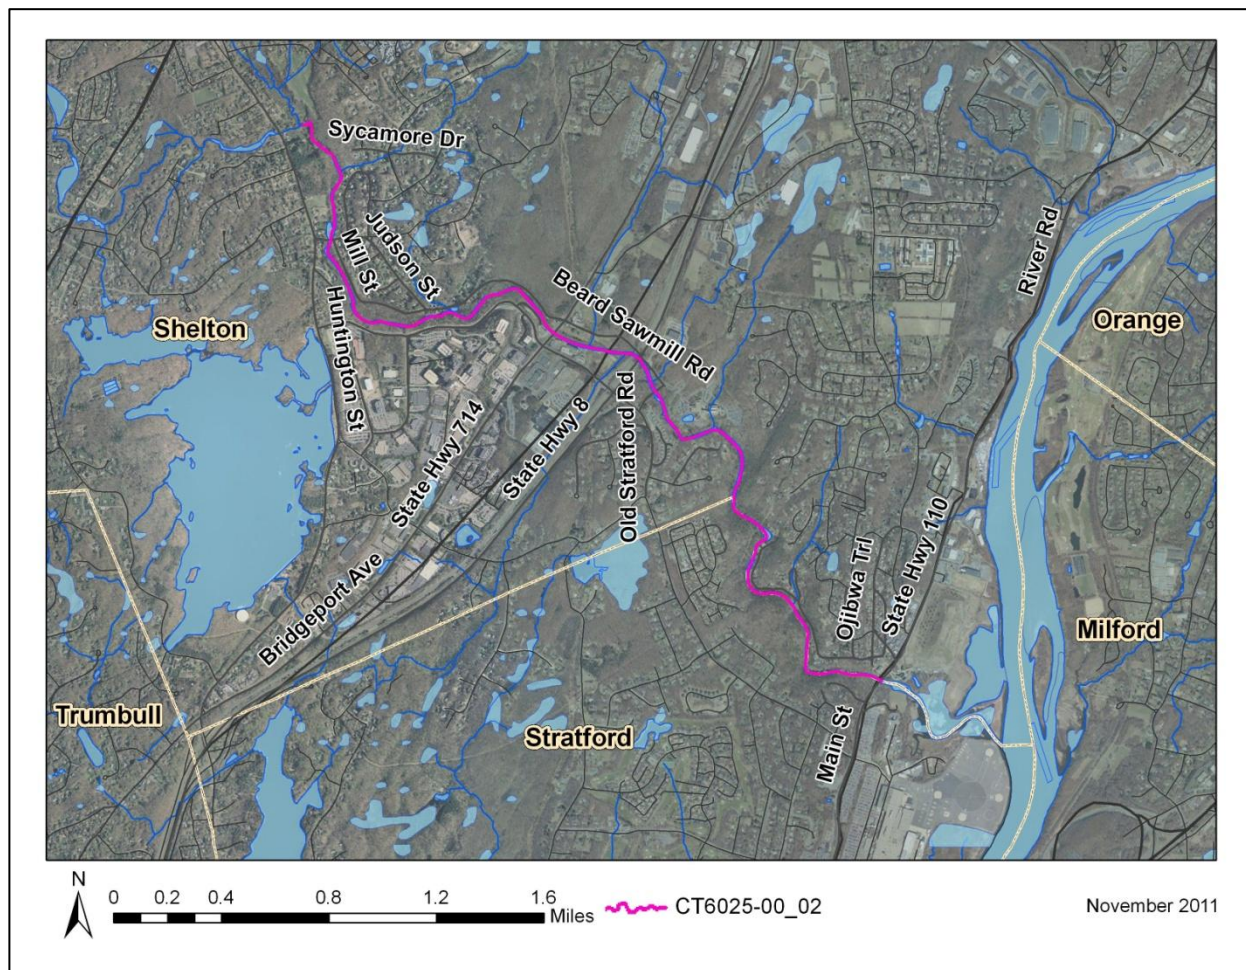 Sycamore Dr
Judson St
Mill St
Beard Sawmill Rd
River Rd
Shelton
Orange
Huntington St
State Hwy 714
State Hwy 8
Old Stratford Rd
Bridgeport Ave
Ojibwa Trl
State Hwy 110
Milford
Trumbull
Stratford
Main St
N
0 0.2 0.4 0.8 1.2 1.6
Miles
CT6025-00_02
November 2011